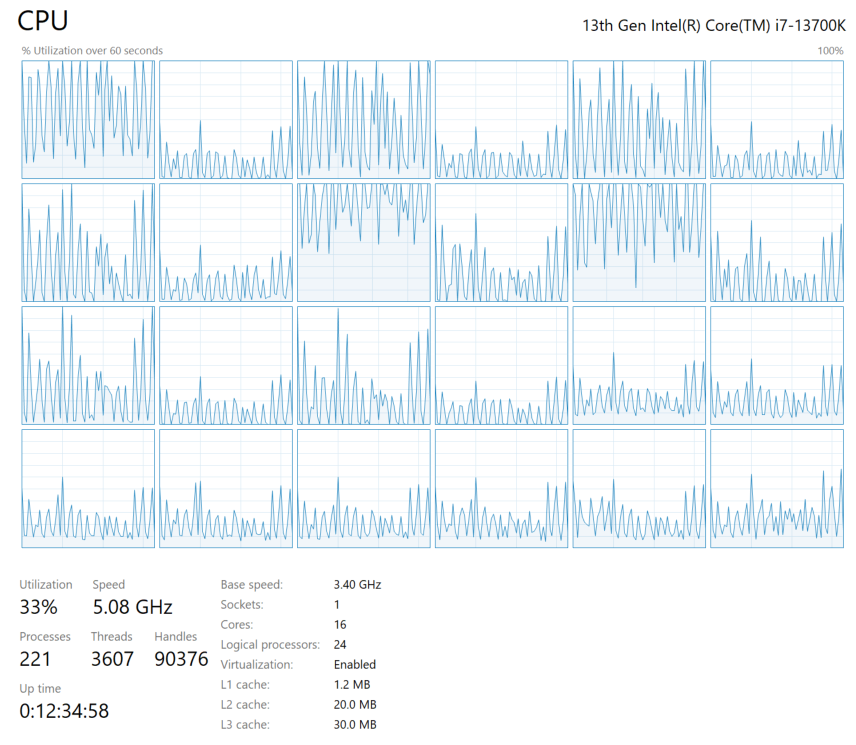 CPU
13th Gen Intel(R) Core(TM) i7-13700K
% Utilization over 60 seconds
100%
Utilization
Speed
33%
5.08 GHz
Processes
Threads
Handles
221
3607
90376
Up time
0:12:34:58
Base speed: 3.40 GHz
Sockets: 1
Cores: 16
Logical processors: 24
Virtualization: Enabled
L1 cache: 1.2 MB
L2 cache: 20.0 MB
L3 cache: 30.0 MB